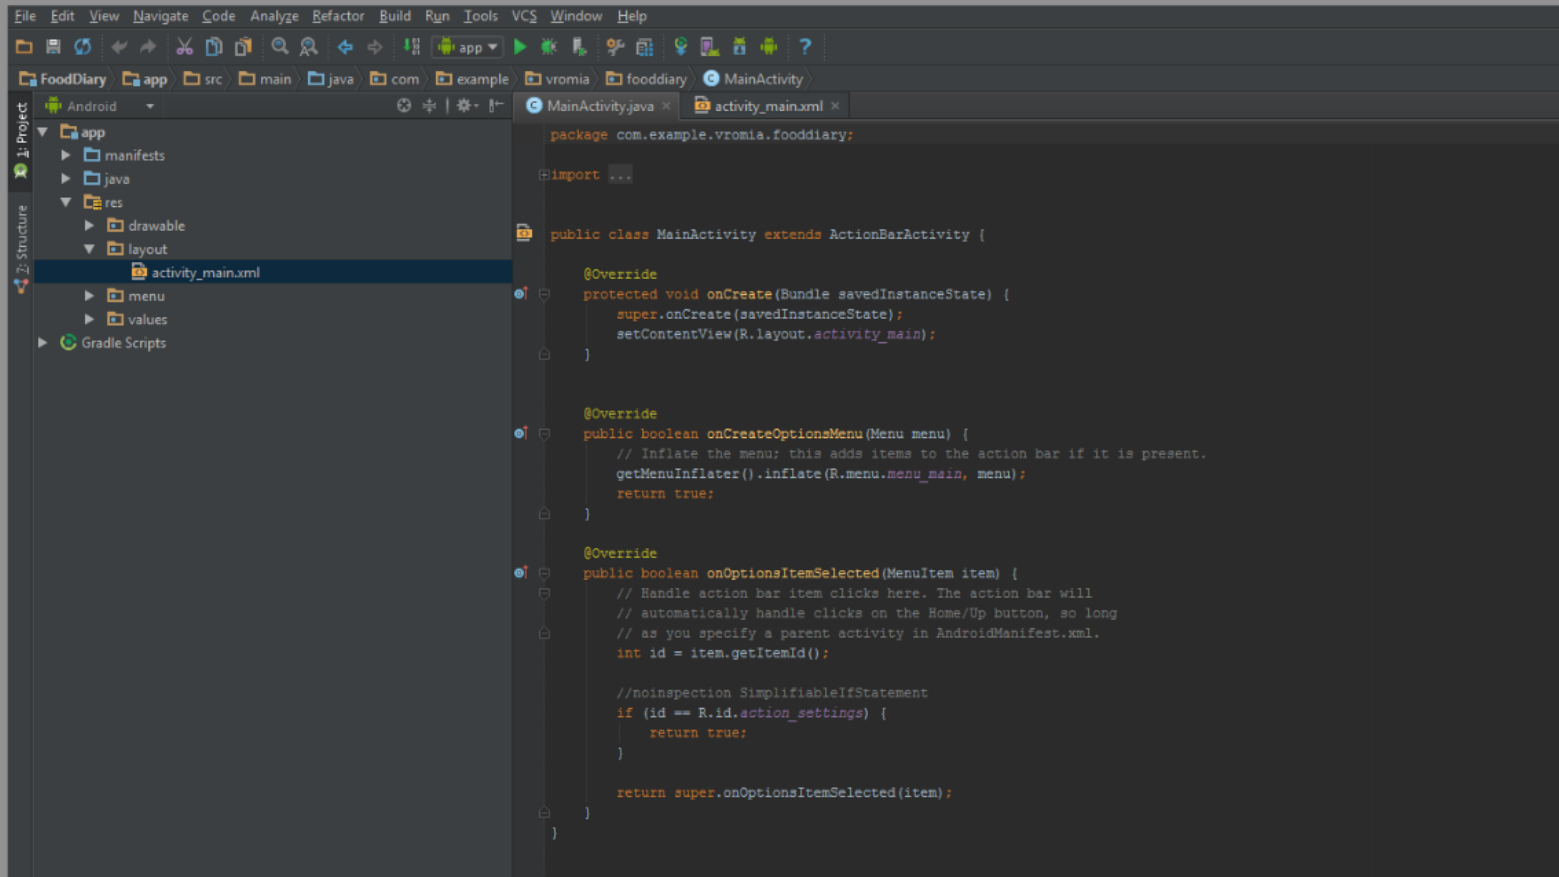 File Edit View Navigate Code Analyze Refactor Build Run Tools VCS Window Help
app
FoodDiary app src main java com example vromia fooddiary MainActivity
Android
MainActivity.java activity_main.xml
1: Project
7: Structure
app
manifests
java
res
drawable
layout
activity_main.xml
menu
values
Gradle Scripts
package com.example.vromia.fooddiary;
import ...
public class MainActivity extends ActionBarActivity {
@Override
protected void onCreate(Bundle savedInstanceState) {
super.onCreate(savedInstanceState);
setContentView(R.layout.activity_main);
}
@Override
public boolean onCreateOptionsMenu(Menu menu) {
// Inflate the menu; this adds items to the action bar if it is present.
getMenuInflater().inflate(R.menu.menu_main, menu);
return true;
}
@Override
public boolean onOptionsItemSelected(MenuItem item) {
// Handle action bar item clicks here. The action bar will
// automatically handle clicks on the Home/Up button, so long
// as you specify a parent activity in AndroidManifest.xml.
int id = item.getItemId();
//noinspection SimplifiableIfStatement
if (id == R.id.action_settings) {
return true;
}
return super.onOptionsItemSelected(item);
}
}